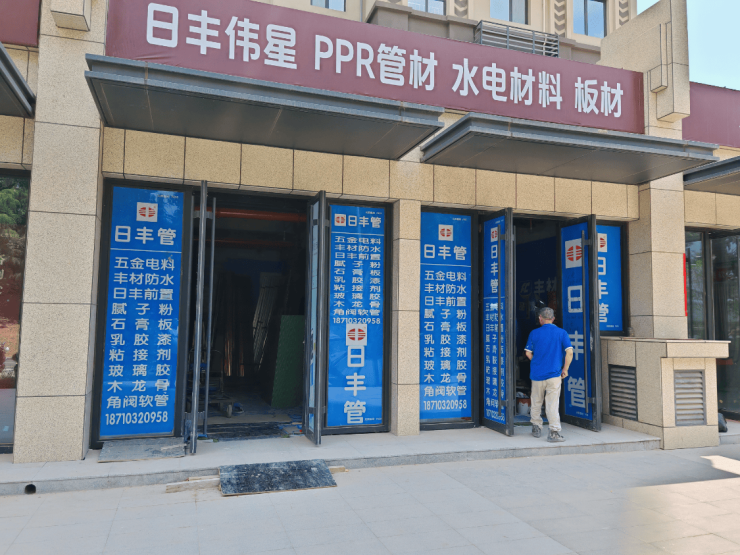 日丰伟星 PPR管材 水电材料 板材
日丰管
五金电料
丰材防水
日丰前置
腻子粉
石膏板
乳胶漆
粘接剂
玻璃胶
木龙骨
角阀软管
18710320958
日丰管
五金电料
丰材防水
日丰前置
腻子粉
石膏板
乳胶漆
粘接剂
玻璃胶
木龙骨
角阀软管
18710320958
日丰管
日丰管
五金电料
丰材防水
日丰前置
腻子粉
石膏板
乳胶漆
粘接剂
玻璃胶
木龙骨
角阀软管
18710320958
日丰管
日丰管
主材